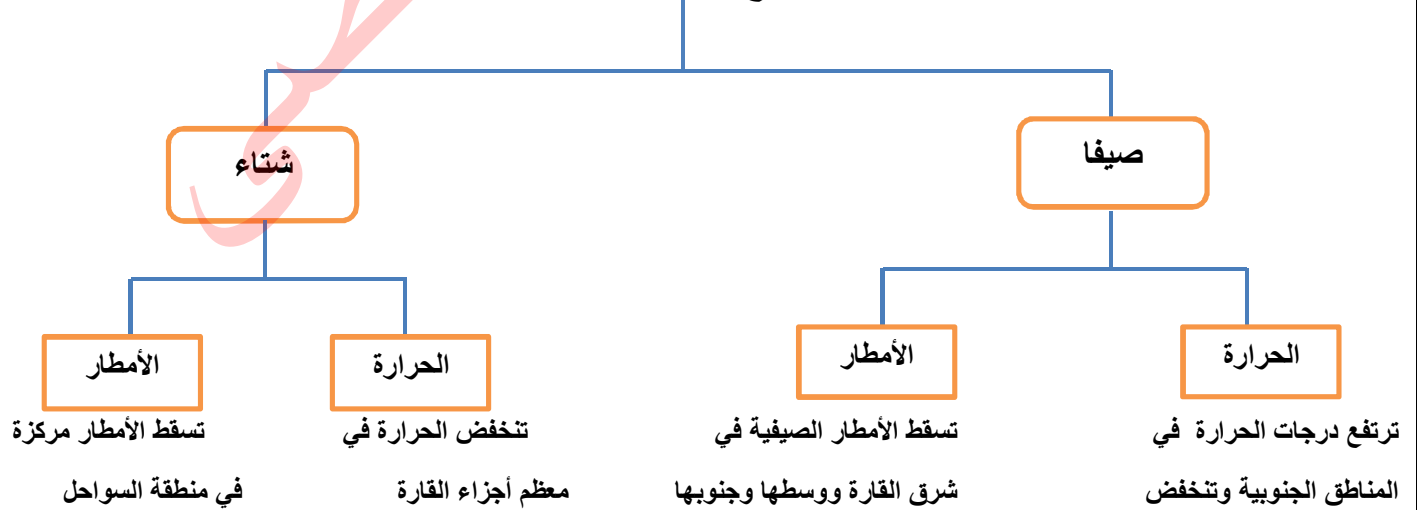 صيفا
شتاء
الحرارة
الأمطار
الحرارة
الأمطار
ترتفع درجات الحرارة في
المناطق الجنوبية وتنخفض
تسقط الأمطار الصيفية في
شرق القارة ووسطها وجنوبها
تنخفض الحرارة في
معظم أجزاء القارة
تسقط الأمطار مركزة
في منطقة السواحل